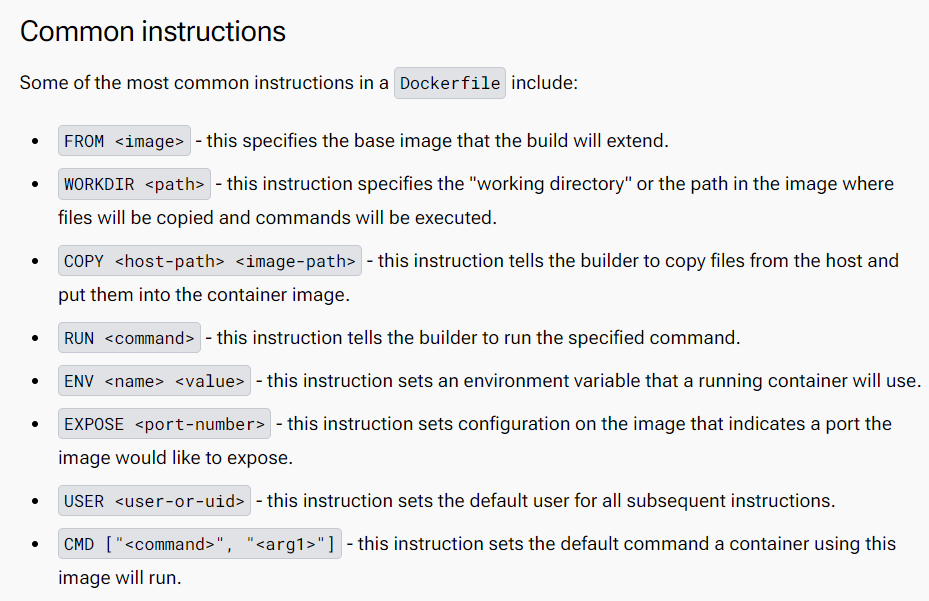 Common instructions
Some of the most common instructions in a Dockerfile include:
• FROM <image> - this specifies the base image that the build will extend.
• WORKDIR <path> - this instruction specifies the "working directory" or the path in the image where
files will be copied and commands will be executed.
• COPY <host-path> <image-path> - this instruction tells the builder to copy files from the host and
put them into the container image.
• RUN <command> - this instruction tells the builder to run the specified command.
• ENV <name> <value> - this instruction sets an environment variable that a running container will use.
• EXPOSE <port-number> - this instruction sets configuration on the image that indicates a port the
image would like to expose.
• USER <user-or-uid> - this instruction sets the default user for all subsequent instructions.
• CMD ["<command>", "<arg1>"] - this instruction sets the default command a container using this
image will run.